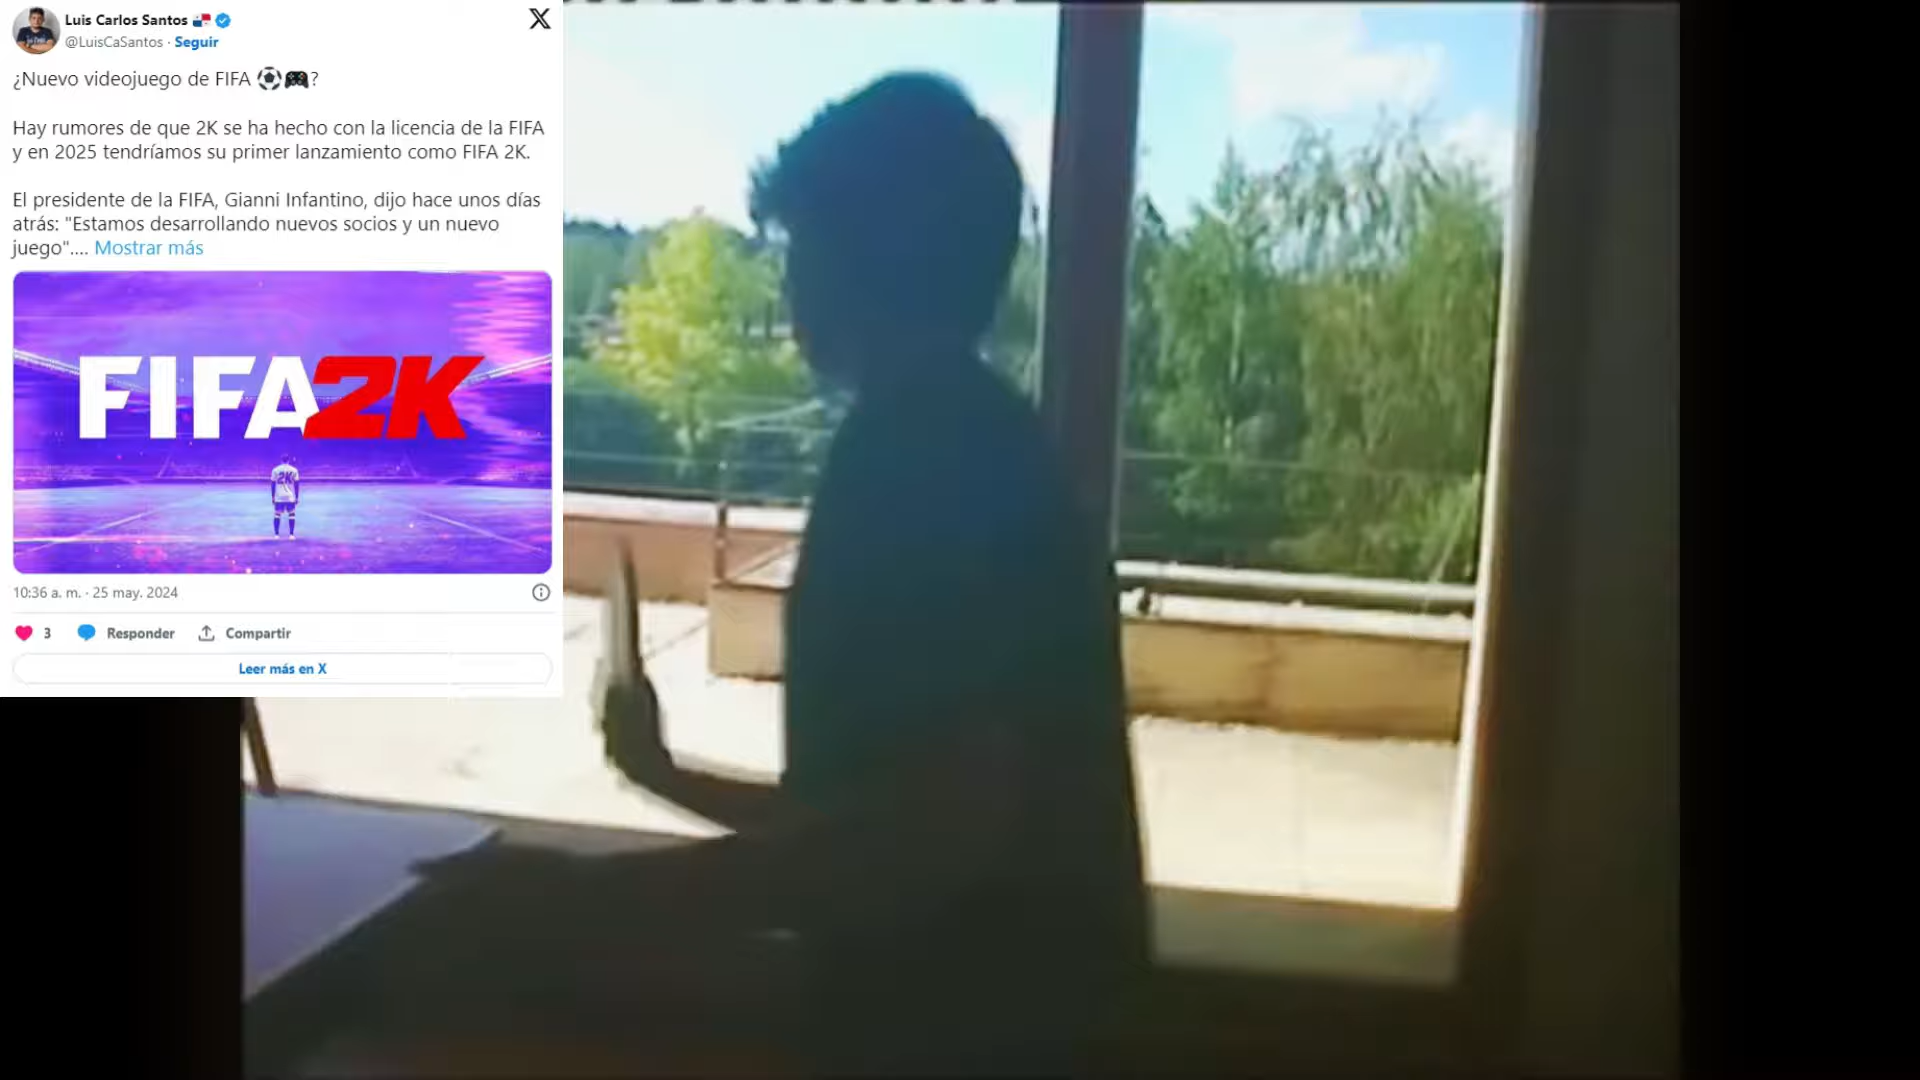 Luis Carlos Santos
@LuisCaSantos · Seguir
¿Nuevo videojuego de FIFA ⚽🎮?
Hay rumores de que 2K se ha hecho con la licencia de la FIFA
y en 2025 tendríamos su primer lanzamiento como FIFA 2K.
El presidente de la FIFA, Gianni Infantino, dijo hace unos días
atrás: "Estamos desarrollando nuevos socios y un nuevo
juego".... Mostrar más
FIFA2K
2K
10:36 a. m. · 25 may. 2024
3 Responder Compartir
Leer más en X